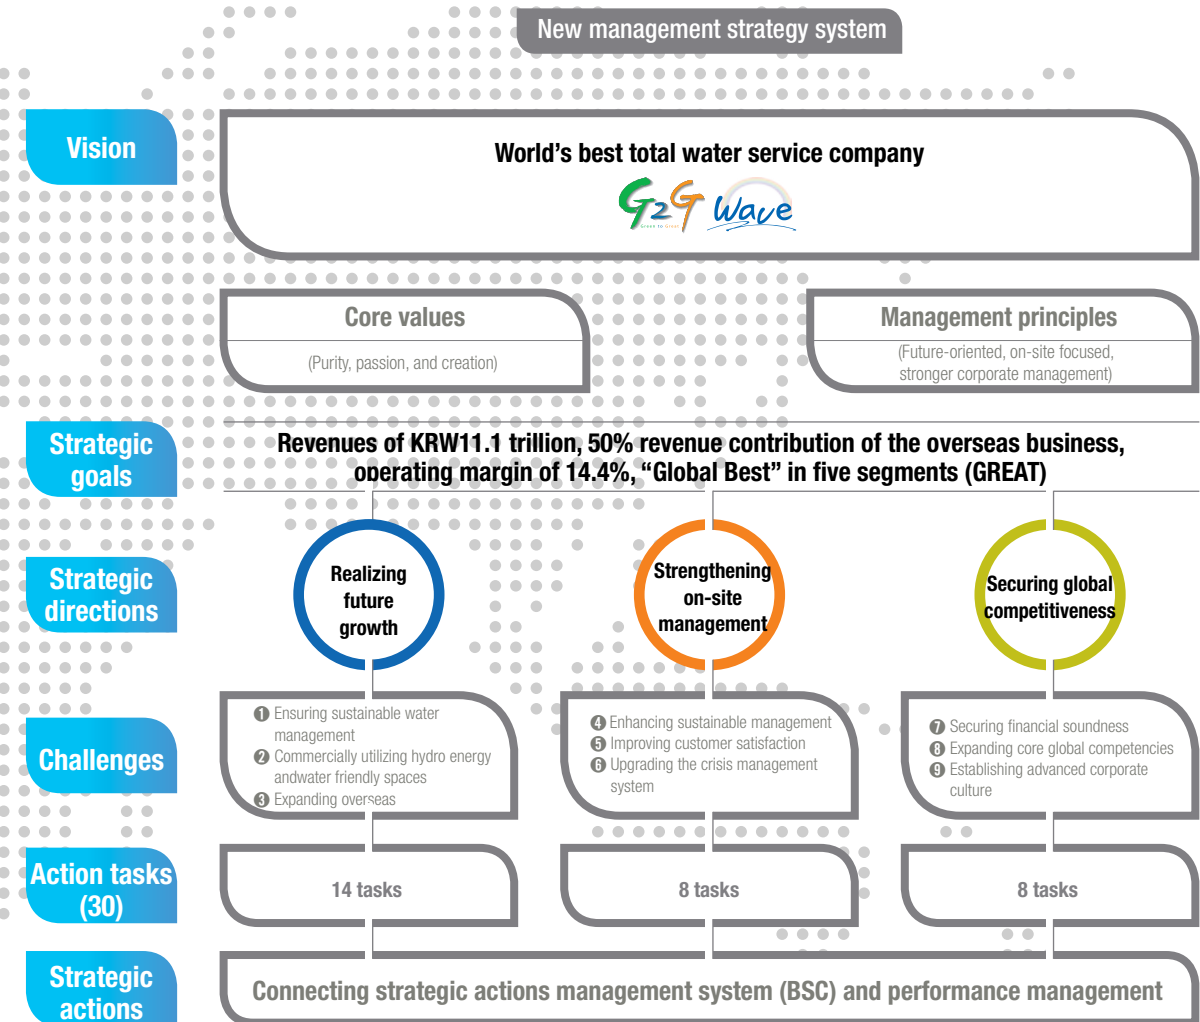 New management strategy system
Vision
World's best total water service company
G2G Wave
Green to Great
Core values
(Purity, passion, and creation)
Management principles
(Future-oriented, on-site focused,
stronger corporate management)
Strategic
goals
Revenues of KRW11.1 trillion, 50% revenue contribution of the overseas business,
operating margin of 14.4%, “Global Best” in five segments (GREAT)
Strategic
directions
Realizing
future
growth
Strengthening
on-site
management
Securing global
competitiveness
Challenges
❶ Ensuring sustainable water
management
❷ Commercially utilizing hydro energy
andwater friendly spaces
❸ Expanding overseas
❹ Enhancing sustainable management
❺ Improving customer satisfaction
❻ Upgrading the crisis management
system
❼ Securing financial soundness
❽ Expanding core global competencies
❾ Establishing advanced corporate
culture
Action tasks
(30)
14 tasks
8 tasks
8 tasks
Strategic
actions
Connecting strategic actions management system (BSC) and performance management